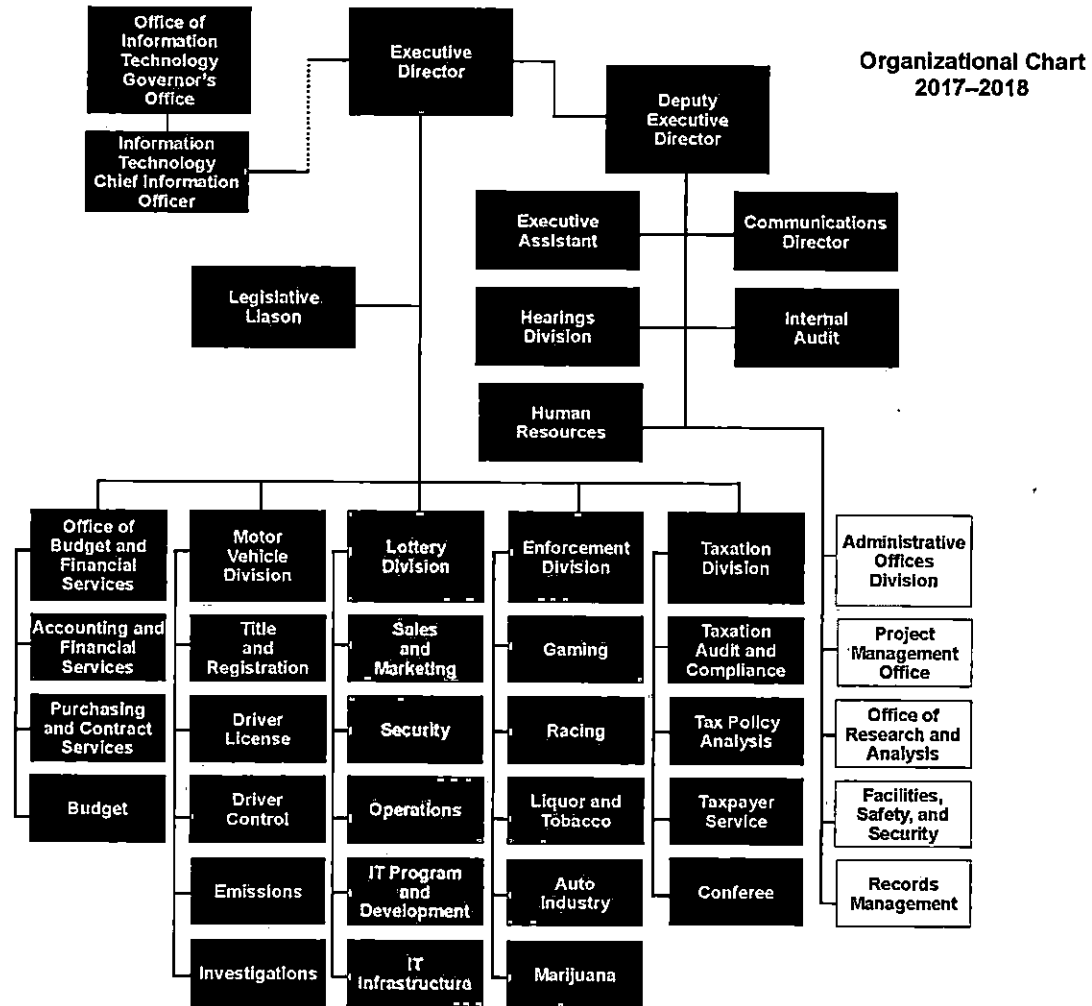 Office of
Information
Technology
Governor's
Office
Executive
Director
Organizational Chart
2017–2018
Deputy
Executive
Director
Information
Technology
Chief Information
Officer
Executive
Assistant
Communications
Director
Legislative
Liason
Hearings
Division
Internal
Audit
Human
Resources
Office of
Budget and
Financial
Services
Motor
Vehicle
Division
Lottery
Division
Enforcement
Division
Taxation
Division
Administrative
Offices
Division
Accounting and
Financial
Services
Title
and
Registration
Sales
and
Marketing
Gaming
Taxation
Audit and
Compliance
Project
Management
Office
Purchasing
and Contract
Services
Driver
License
Security
Racing
Tax Policy
Analysis
Office of
Research and
Analysis
Budget
Driver
Control
Operations
Liquor and
Tobacco
Taxpayer
Service
Facilities,
Safety, and
Security
Emissions
IT Program
and
Development
Auto
Industry
Conferee
Records
Management
Investigations
IT
Infrastructure
Marijuana